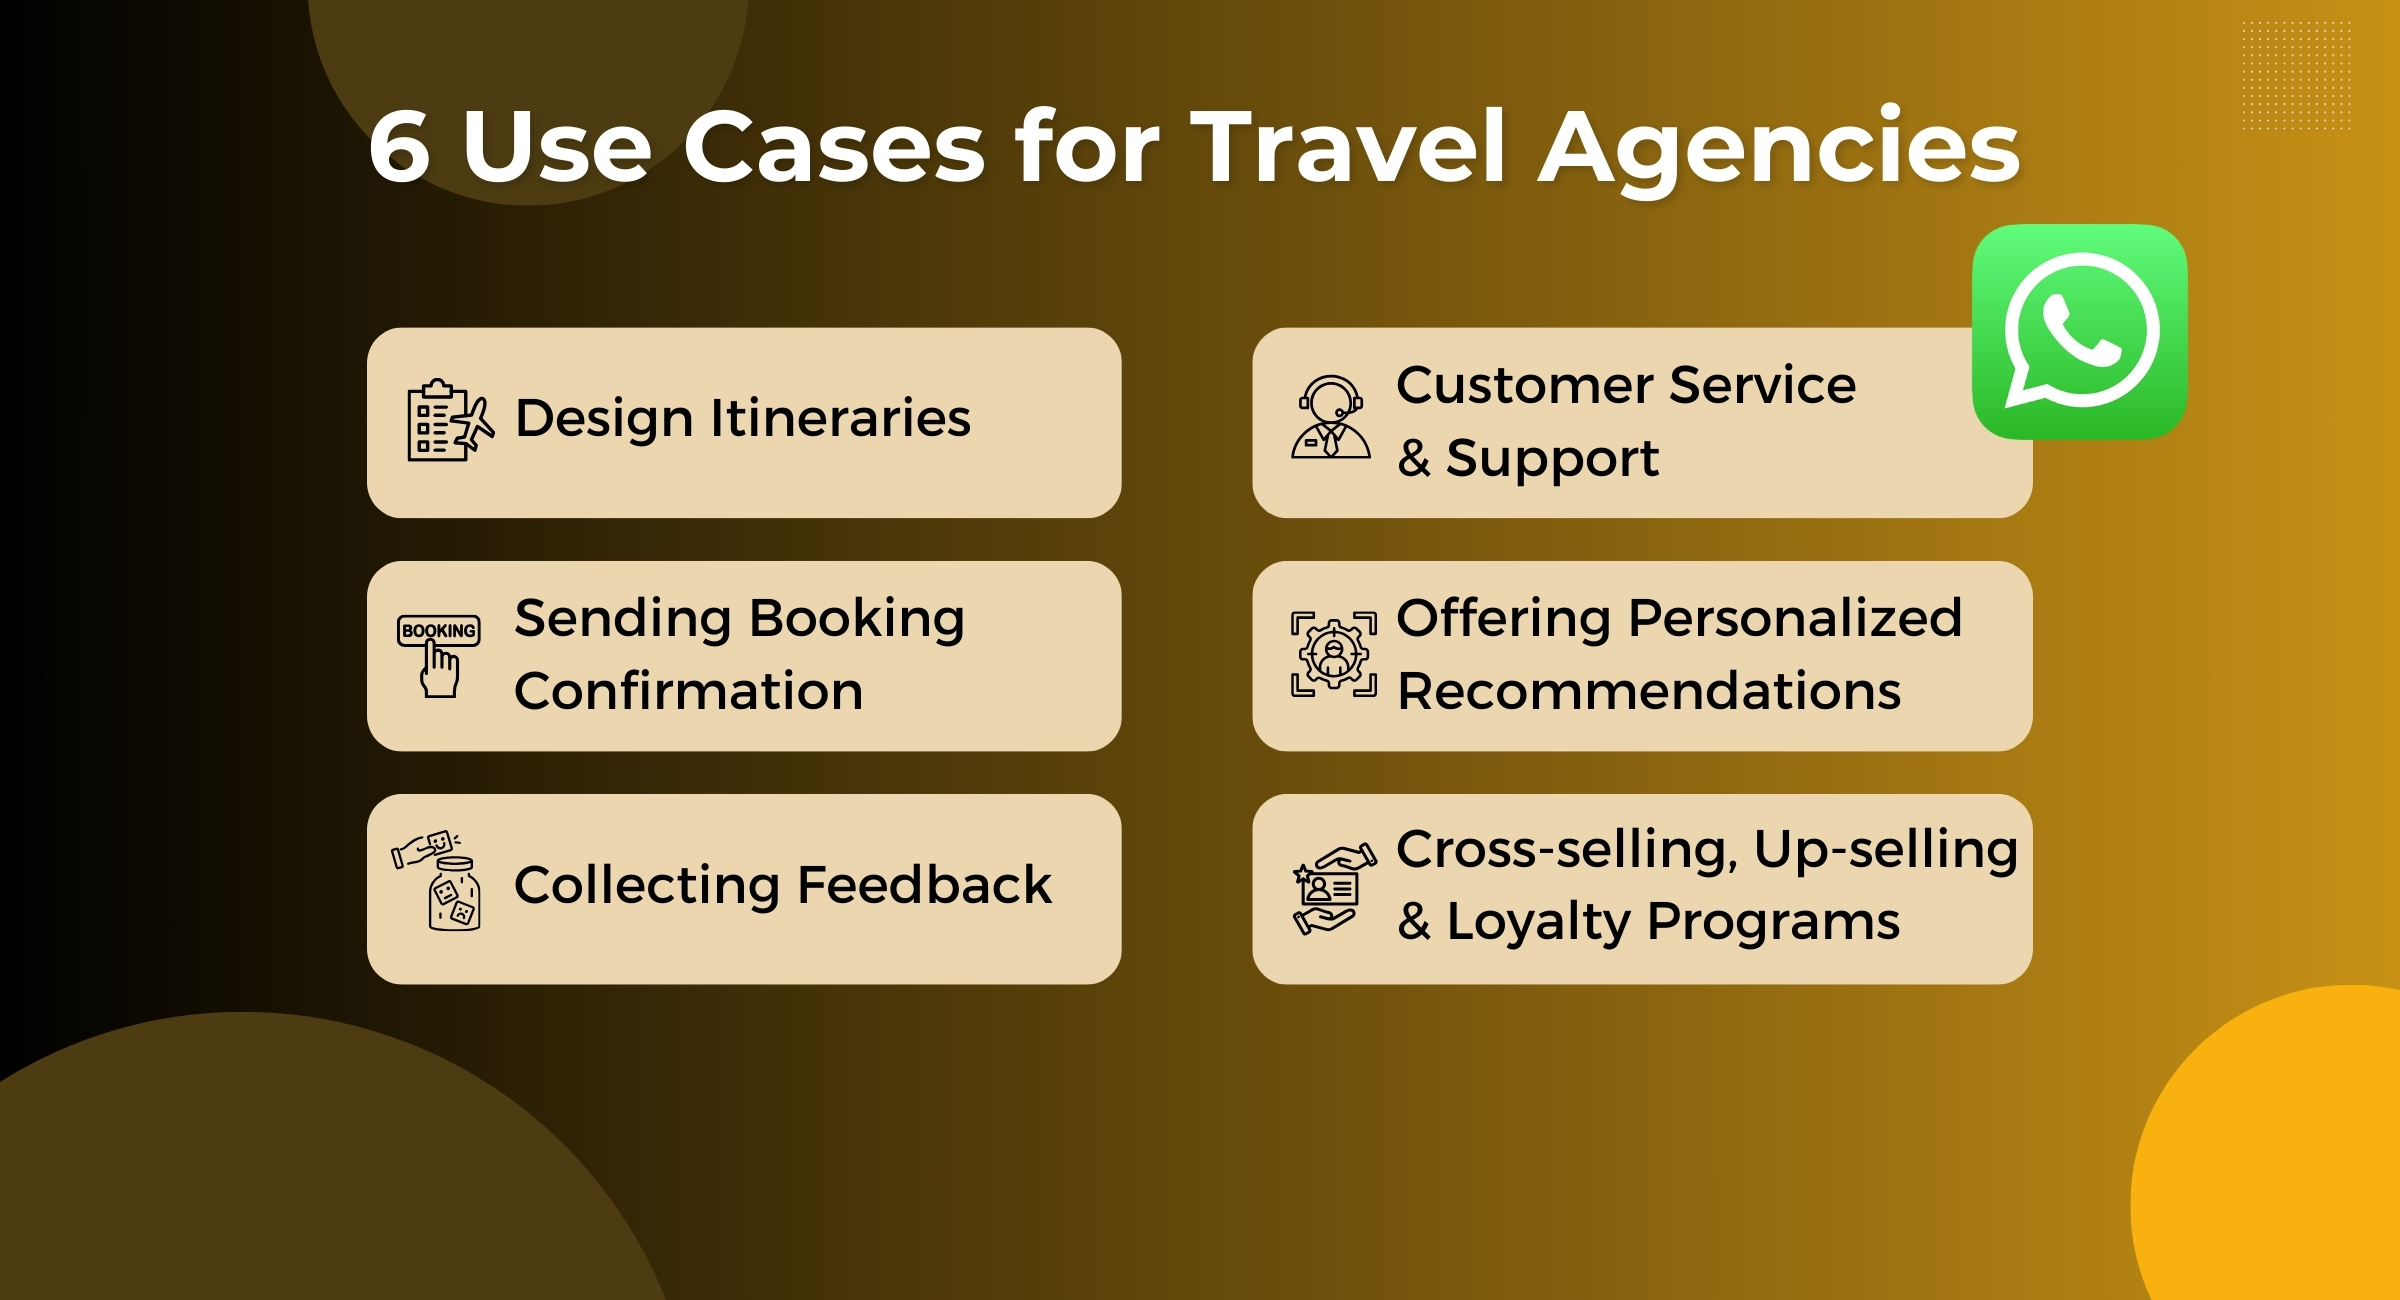 6 Use Cases for Travel Agencies
Design Itineraries
Customer Service
& Support
BOOKING
Sending Booking
Confirmation
Offering Personalized
Recommendations
Collecting Feedback
Cross-selling, Up-selling
& Loyalty Programs